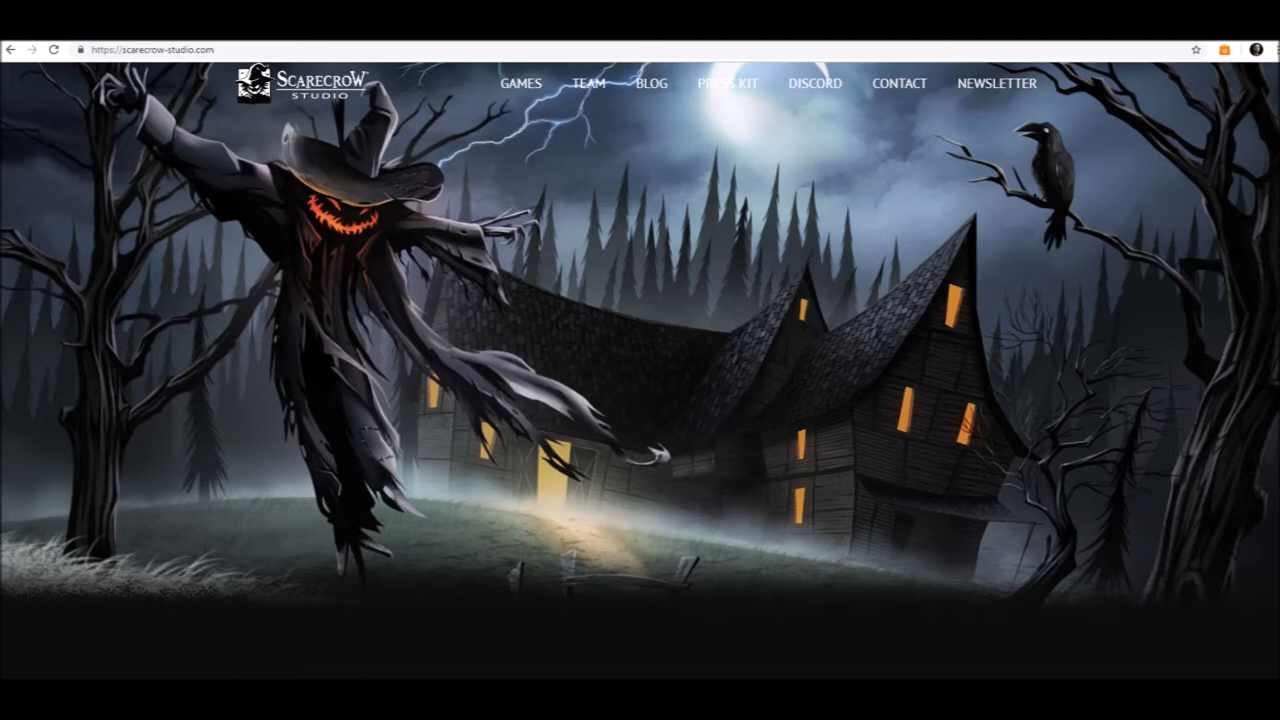 https://scarecrow-studio.com
SCARECROW
STUDIO
GAMES TEAM BLOG PRESS KIT DISCORD CONTACT NEWSLETTER